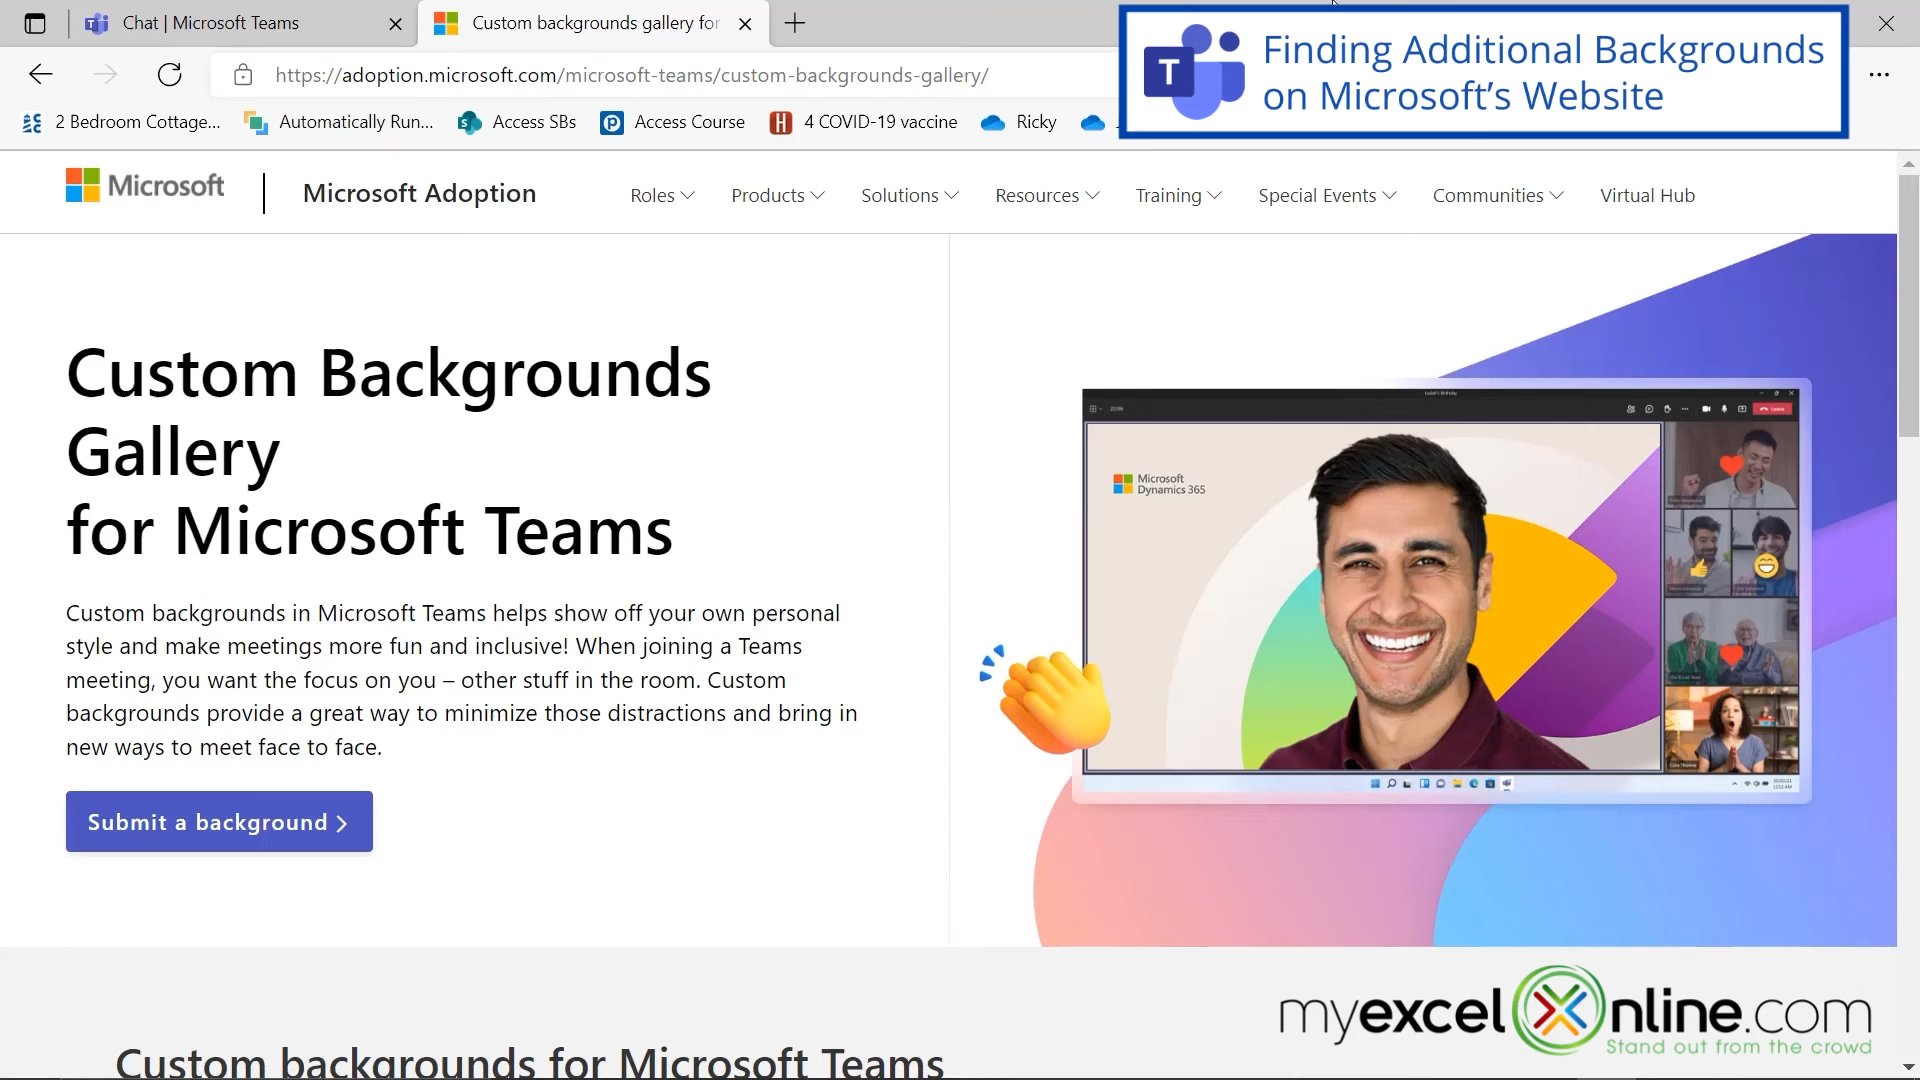 Chat | Microsoft Teams
Custom backgrounds gallery for
Finding Additional Backgrounds
on Microsoft's Website
https://adoption.microsoft.com/microsoft-teams/custom-backgrounds-gallery/
2 Bedroom Cottage...
Automatically Run...
Access SBs
Access Course
4 COVID-19 vaccine
Ricky
Microsoft
Microsoft Adoption
Roles
Products
Solutions
Resources
Training
Special Events
Communities
Virtual Hub
Custom Backgrounds
Gallery
for Microsoft Teams
Custom backgrounds in Microsoft Teams helps show off your own personal
style and make meetings more fun and inclusive! When joining a Teams
meeting, you want the focus on you – other stuff in the room. Custom
backgrounds provide a great way to minimize those distractions and bring in
new ways to meet face to face.
Submit a background
Leave
Microsoft
Dynamics 365
myexcelonline.com
Stand out from the crowd
Custom backgrounds for Microsoft Teams